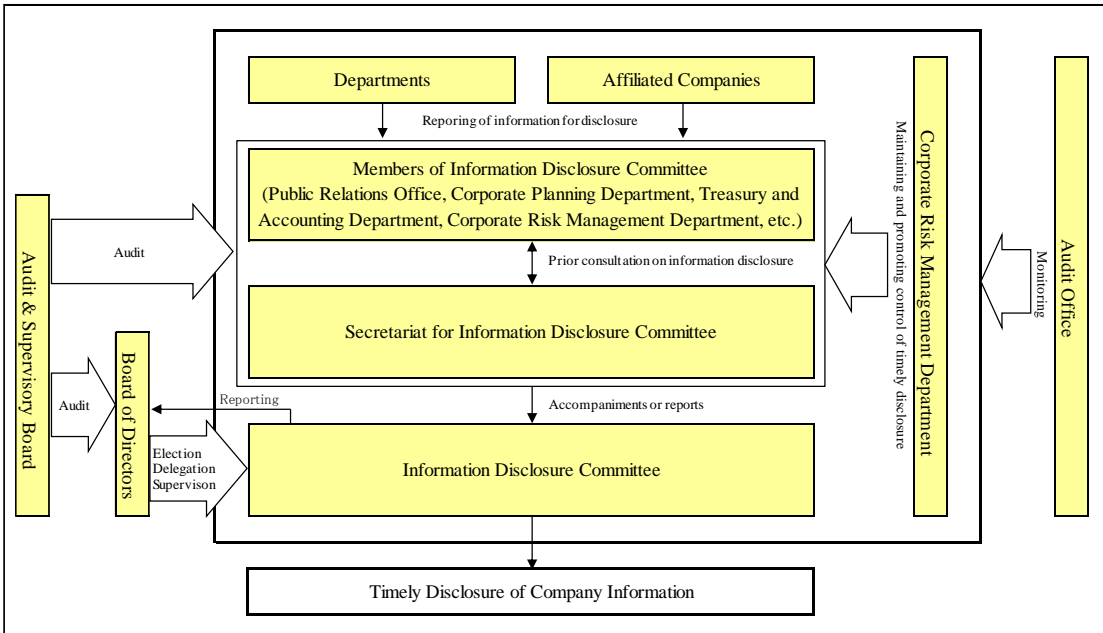 Departments
Affiliated Companies
Reporing of information for disclosure
Members of Information Disclosure Committee
(Public Relations Office, Corporate Planning Department, Treasury and
Accounting Department, Corporate Risk Management Department, etc.)
Audit
Prior consultation on information disclosure
Secretariat for Information Disclosure Committee
Audit & Supervisory Board
Audit
Board of Directors
Reporting
Accompaniments or reports
Election
Delegation
Supervison
Information Disclosure Committee
Corporate Risk Management Department
Maintaining and promoting control of timely disclosure
Monitoring
Audit Office
Timely Disclosure of Company Information